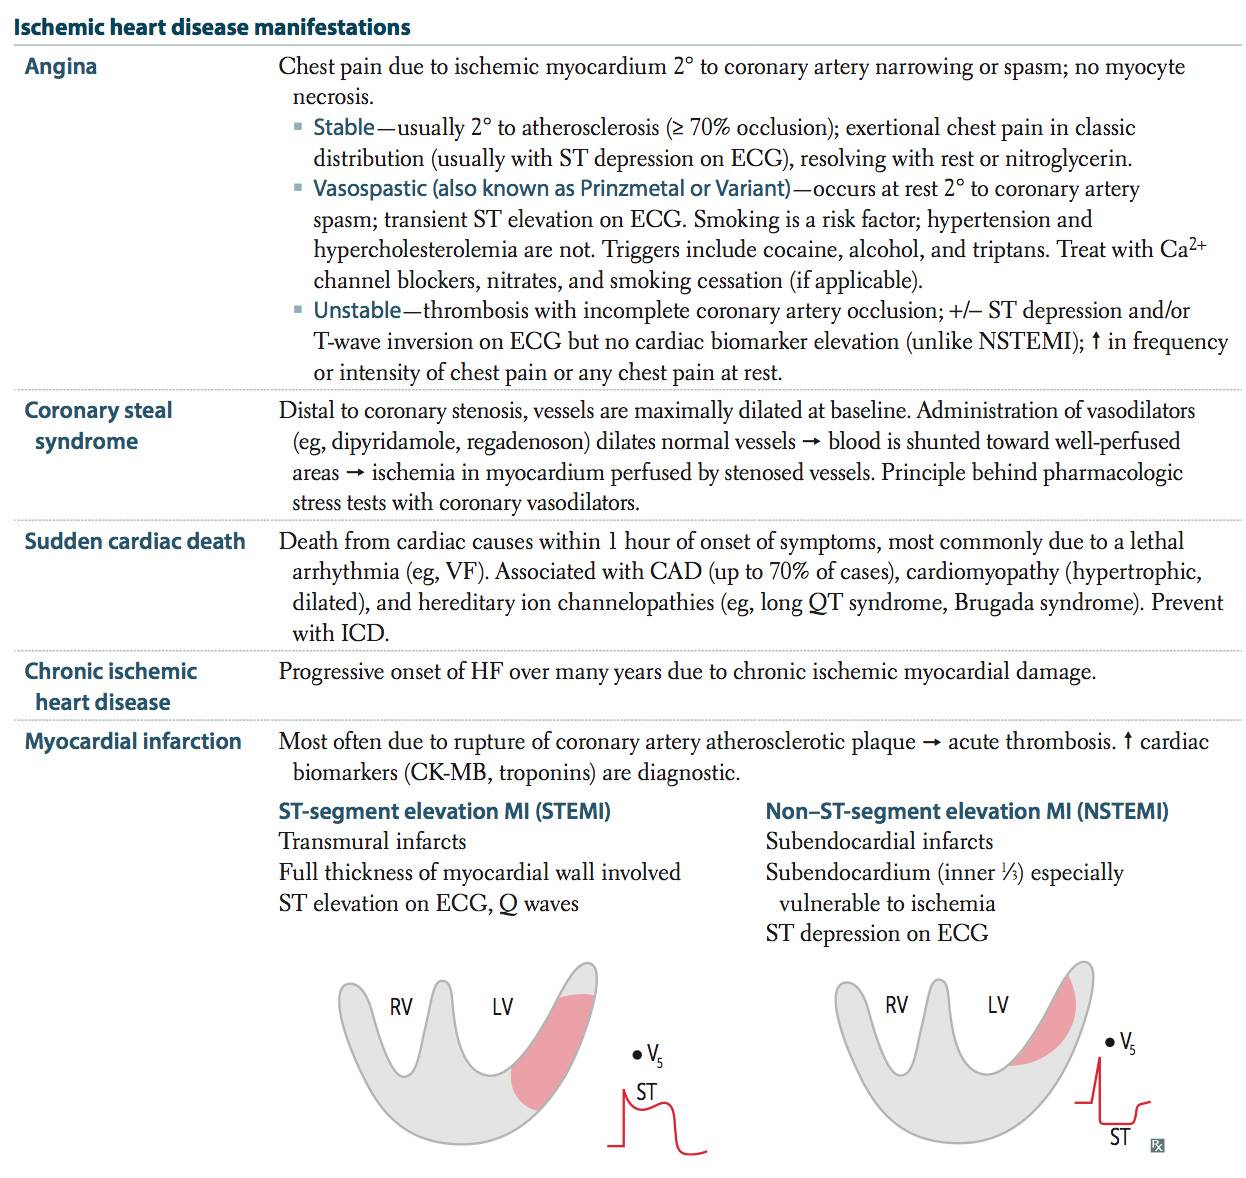 Ischemic heart disease manifestations
Angina
Chest pain due to ischemic myocardium 2° to coronary artery narrowing or spasm; no myocyte
necrosis.
Stable—usually 2° to atherosclerosis (≥ 70% occlusion); exertional chest pain in classic
distribution (usually with ST depression on ECG), resolving with rest or nitroglycerin.
Vasospastic (also known as Prinzmetal or Variant)—occurs at rest 2° to coronary artery
spasm; transient ST elevation on ECG. Smoking is a risk factor; hypertension and
hypercholesterolemia are not. Triggers include cocaine, alcohol, and triptans. Treat with Ca2+
channel blockers, nitrates, and smoking cessation (if applicable).
Unstable—thrombosis with incomplete coronary artery occlusion; +/– ST depression and/or
T-wave inversion on ECG but no cardiac biomarker elevation (unlike NSTEMI); ↑ in frequency
or intensity of chest pain or any chest pain at rest.
Coronary steal
syndrome
Distal to coronary stenosis, vessels are maximally dilated at baseline. Administration of vasodilators
(eg, dipyridamole, regadenoson) dilates normal vessels → blood is shunted toward well-perfused
areas → ischemia in myocardium perfused by stenosed vessels. Principle behind pharmacologic
stress tests with coronary vasodilators.
Sudden cardiac death
Death from cardiac causes within 1 hour of onset of symptoms, most commonly due to a lethal
arrhythmia (eg, VF). Associated with CAD (up to 70% of cases), cardiomyopathy (hypertrophic,
dilated), and hereditary ion channelopathies (eg, long QT syndrome, Brugada syndrome). Prevent
with ICD.
Chronic ischemic
heart disease
Progressive onset of HF over many years due to chronic ischemic myocardial damage.
Myocardial infarction
Most often due to rupture of coronary artery atherosclerotic plaque → acute thrombosis. ↑ cardiac
biomarkers (CK-MB, troponins) are diagnostic.
ST-segment elevation MI (STEMI)
Transmural infarcts
Full thickness of myocardial wall involved
ST elevation on ECG, Q waves
RV
LV
V5
ST
Non–ST-segment elevation MI (NSTEMI)
Subendocardial infarcts
Subendocardium (inner ⅓) especially
vulnerable to ischemia
ST depression on ECG
RV
LV
V5
ST
Rx